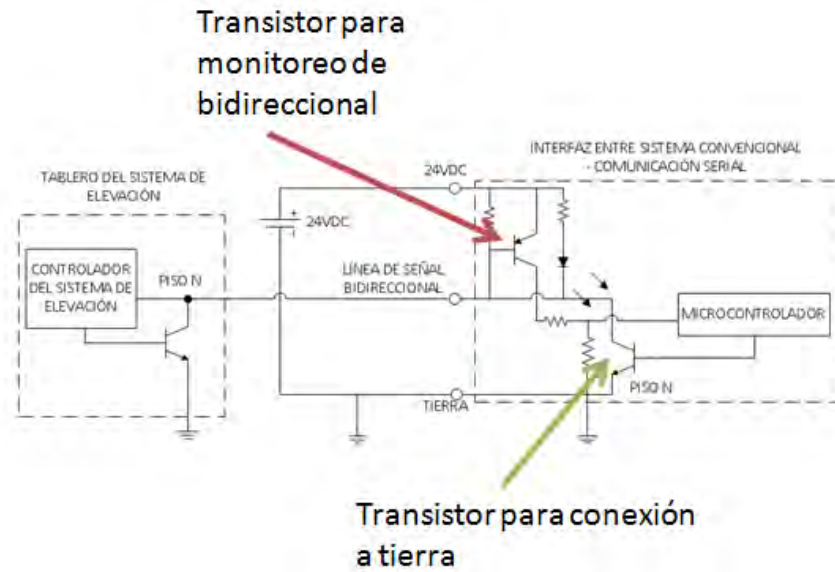 Transistor para
monitoreo de
bidireccional
INTERFAZ ENTRE SISTEMA CONVENCIONAL
- COMUNICACIÓN SERIAL
TABLERO DEL SISTEMA DE
ELEVACIÓN
24VDC
24VDC
CONTROLADOR
DEL SISTEMA DE
ELEVACIÓN
PISO N
LÍNEA DE SEÑAL
BIDIRECCIONAL
MICROCONTROLADOR
PISO N
TIERRA
Transistor para conexión
a tierra